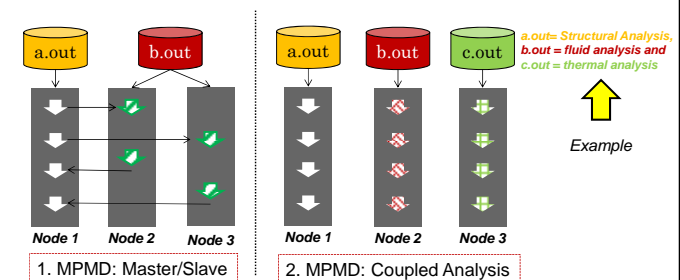 a.out
b.out
Node 1
Node 2
Node 3
1. MPMD: Master/Slave
a.out
b.out
c.out
Node 1
Node 2
Node 3
2. MPMD: Coupled Analysis
a.out= Structural Analysis,
b.out = fluid analysis and
c.out = thermal analysis
Example